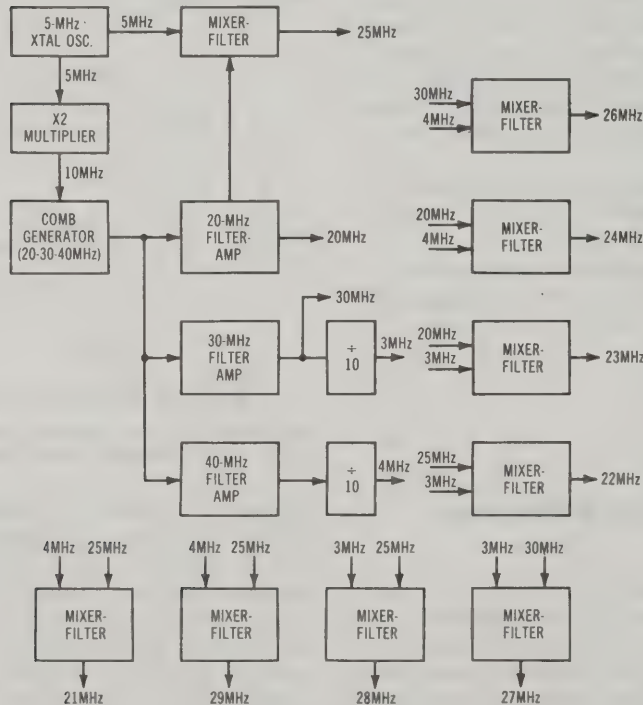 5-MHz
XTAL OSC.
5MHz
MIXER-
FILTER
25MHz
5MHz
X2
MULTIPLIER
10MHz
COMB
GENERATOR
(20-30-40MHz)
20-MHz
FILTER-
AMP
20MHz
30-MHz
FILTER
AMP
30MHz
÷
10
3MHz
40-MHz
FILTER
AMP
÷
10
4MHz
30MHz
4MHz
MIXER-
FILTER
26MHz
20MHz
4MHz
MIXER-
FILTER
24MHz
20MHz
3MHz
MIXER-
FILTER
23MHz
25MHz
3MHz
MIXER-
FILTER
22MHz
4MHz 25MHz
MIXER-
FILTER
21MHz
4MHz 25MHz
MIXER-
FILTER
29MHz
3MHz 25MHz
MIXER-
FILTER
28MHz
3MHz 30MHz
MIXER-
FILTER
27MHz